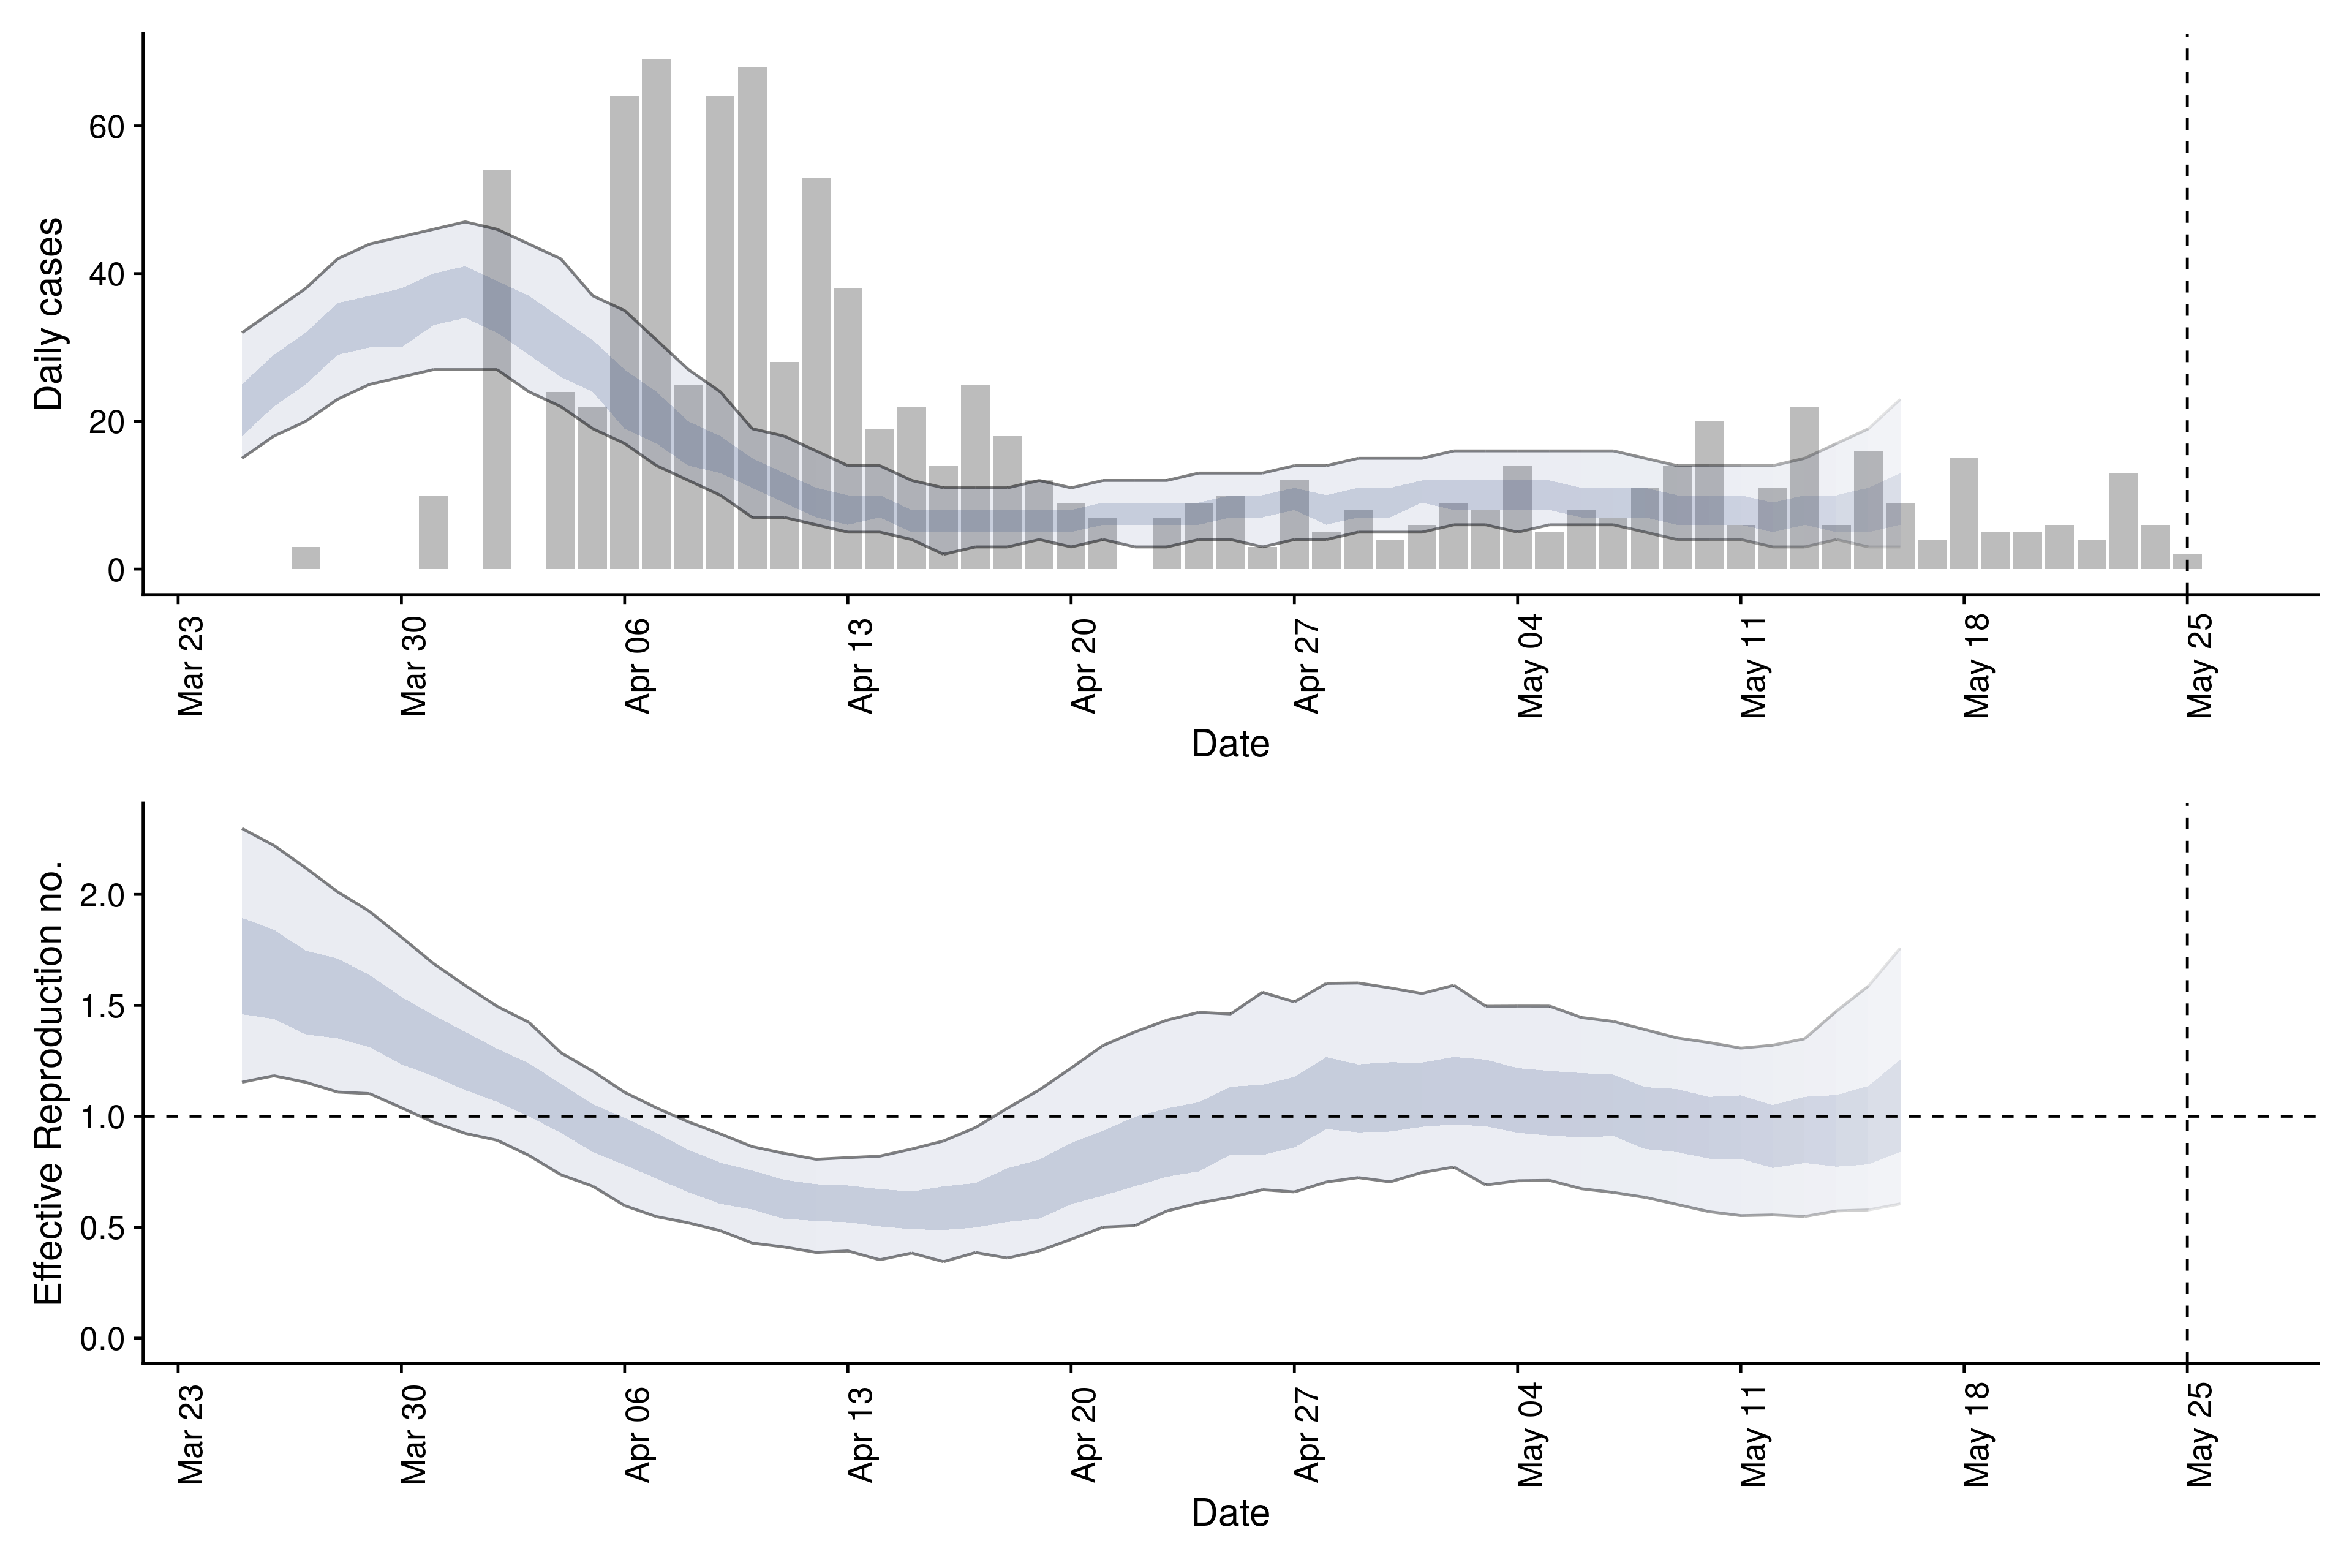 Daily cases
60
40
20
0
Mar 23
Mar 30
Apr 06
Apr 13
Apr 20
Apr 27
May 04
May 11
May 18
May 25
Date
Effective Reproduction no.
2.0
1.5
1.0
0.5
0.0
Mar 23
Mar 30
Apr 06
Apr 13
Apr 20
Apr 27
May 04
May 11
May 18
May 25
Date